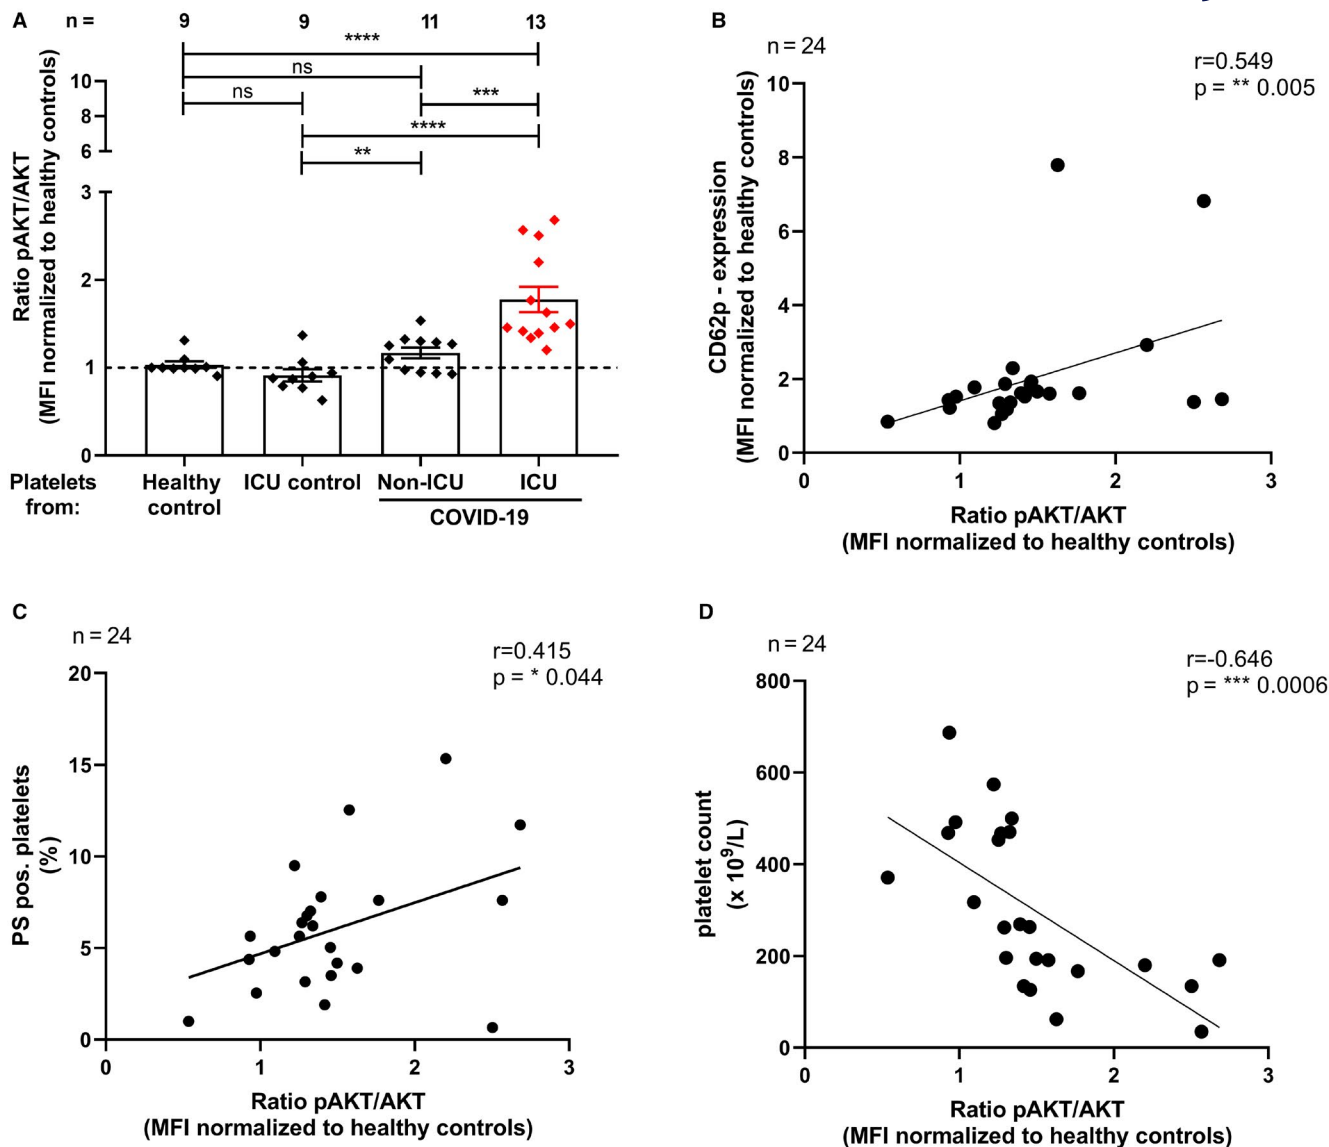 A
n = 9 9 11 13
****
ns
ns ***
****
**
Ratio pAKT/AKT
(MFI normalized to healthy controls)
10
8
6
3
2
1
0
Platelets
from:
Healthy
control
ICU control
Non-ICU
ICU
COVID-19
B
n = 24
r=0.549
p = ** 0.005
CD62p - expression
(MFI normalized to healthy controls)
10
8
6
4
2
0
0 1 2 3
Ratio pAKT/AKT
(MFI normalized to healthy controls)
C
n = 24
r=0.415
p = * 0.044
PS pos. platelets
(%)
20
15
10
5
0
0 1 2 3
Ratio pAKT/AKT
(MFI normalized to healthy controls)
D
n = 24
r=-0.646
p = *** 0.0006
platelet count
(x 10⁹/L)
800
600
400
200
0
0 1 2 3
Ratio pAKT/AKT
(MFI normalized to healthy controls)